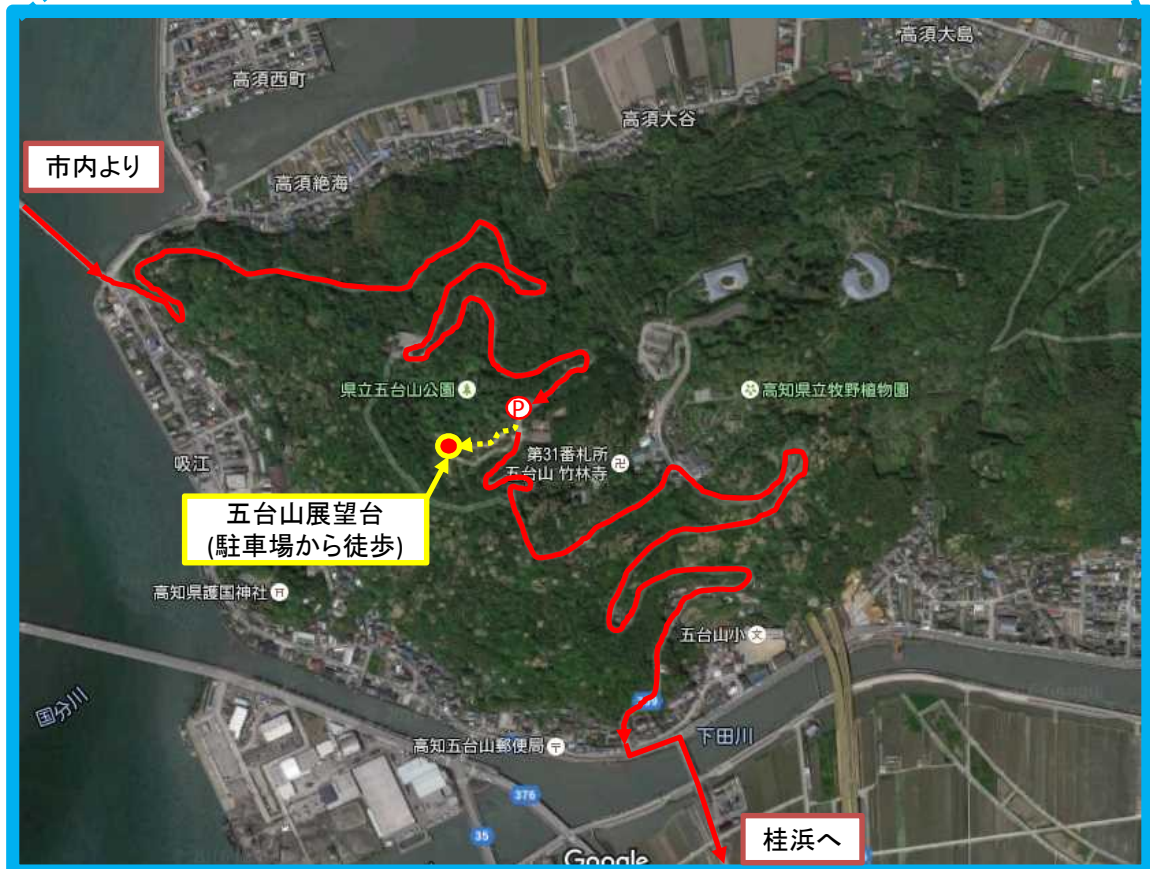 高須大島
高須西町
高須大谷
市内より
高須絶海
県立五台山公園
高知県立牧野植物園
P
第31番札所
五台山 竹林寺
吸江
五台山展望台
(駐車場から徒歩)
高知県護国神社
五台山小
文
国分川
下田川
高知五台山郵便局
376
35
桂浜へ
Google